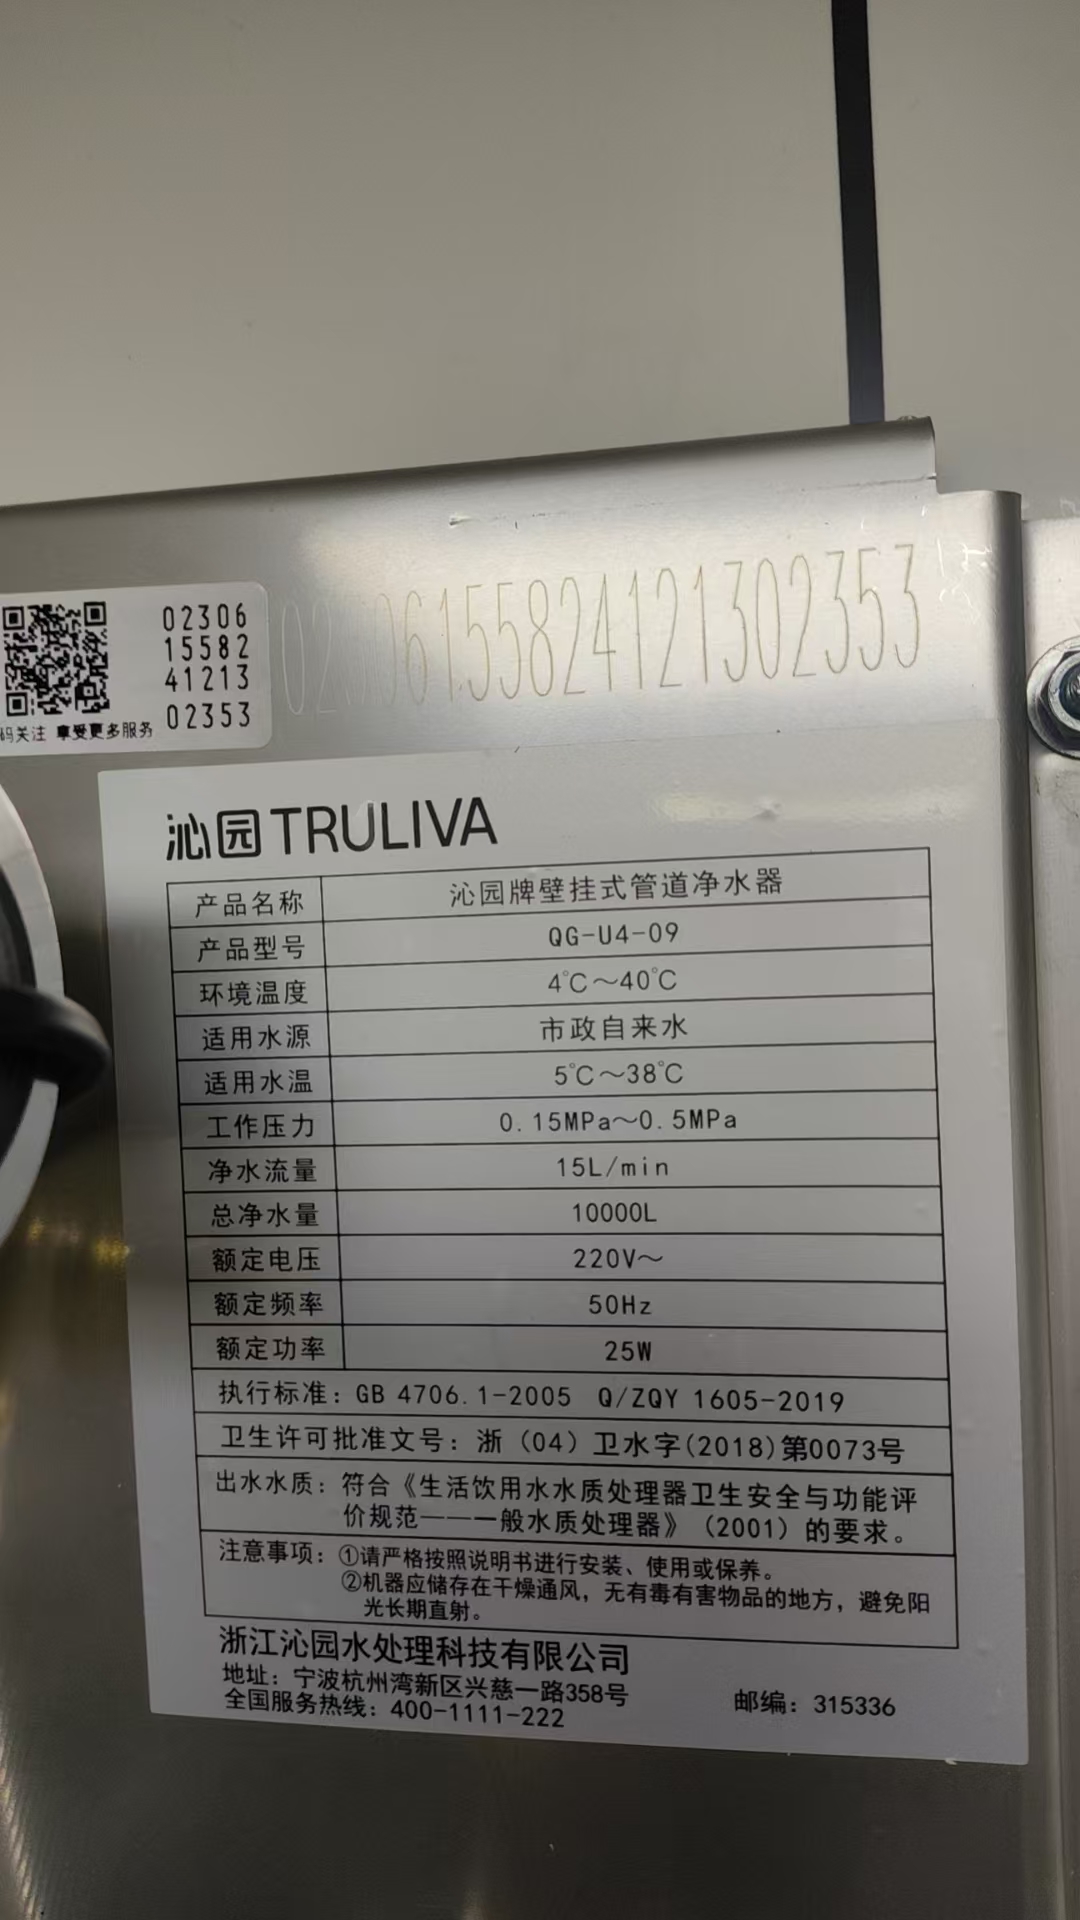 02306
15582
41213
02353
码关注 享受更多服务
02306155824121302353
沁园TRULIVA
产品名称 沁园牌壁挂式管道净水器
产品型号 QG-U4-09
环境温度 4℃～40℃
适用水源 市政自来水
适用水温 5℃～38℃
工作压力 0.15MPa～0.5MPa
净水流量 15L/min
总净水量 10000L
额定电压 220V～
额定频率 50Hz
额定功率 25W
执行标准：GB 4706.1-2005 Q/ZQY 1605-2019
卫生许可批准文号：浙（04）卫水字(2018)第0073号
出水水质：符合《生活饮用水水质处理器卫生安全与功能评
价规范——一般水质处理器》（2001）的要求。
注意事项：①请严格按照说明书进行安装、使用或保养。
②机器应储存在干燥通风，无有毒有害物品的地方，避免阳
光长期直射。
浙江沁园水处理科技有限公司
地址：宁波杭州湾新区兴慈一路358号
全国服务热线：400-1111-222 邮编：315336